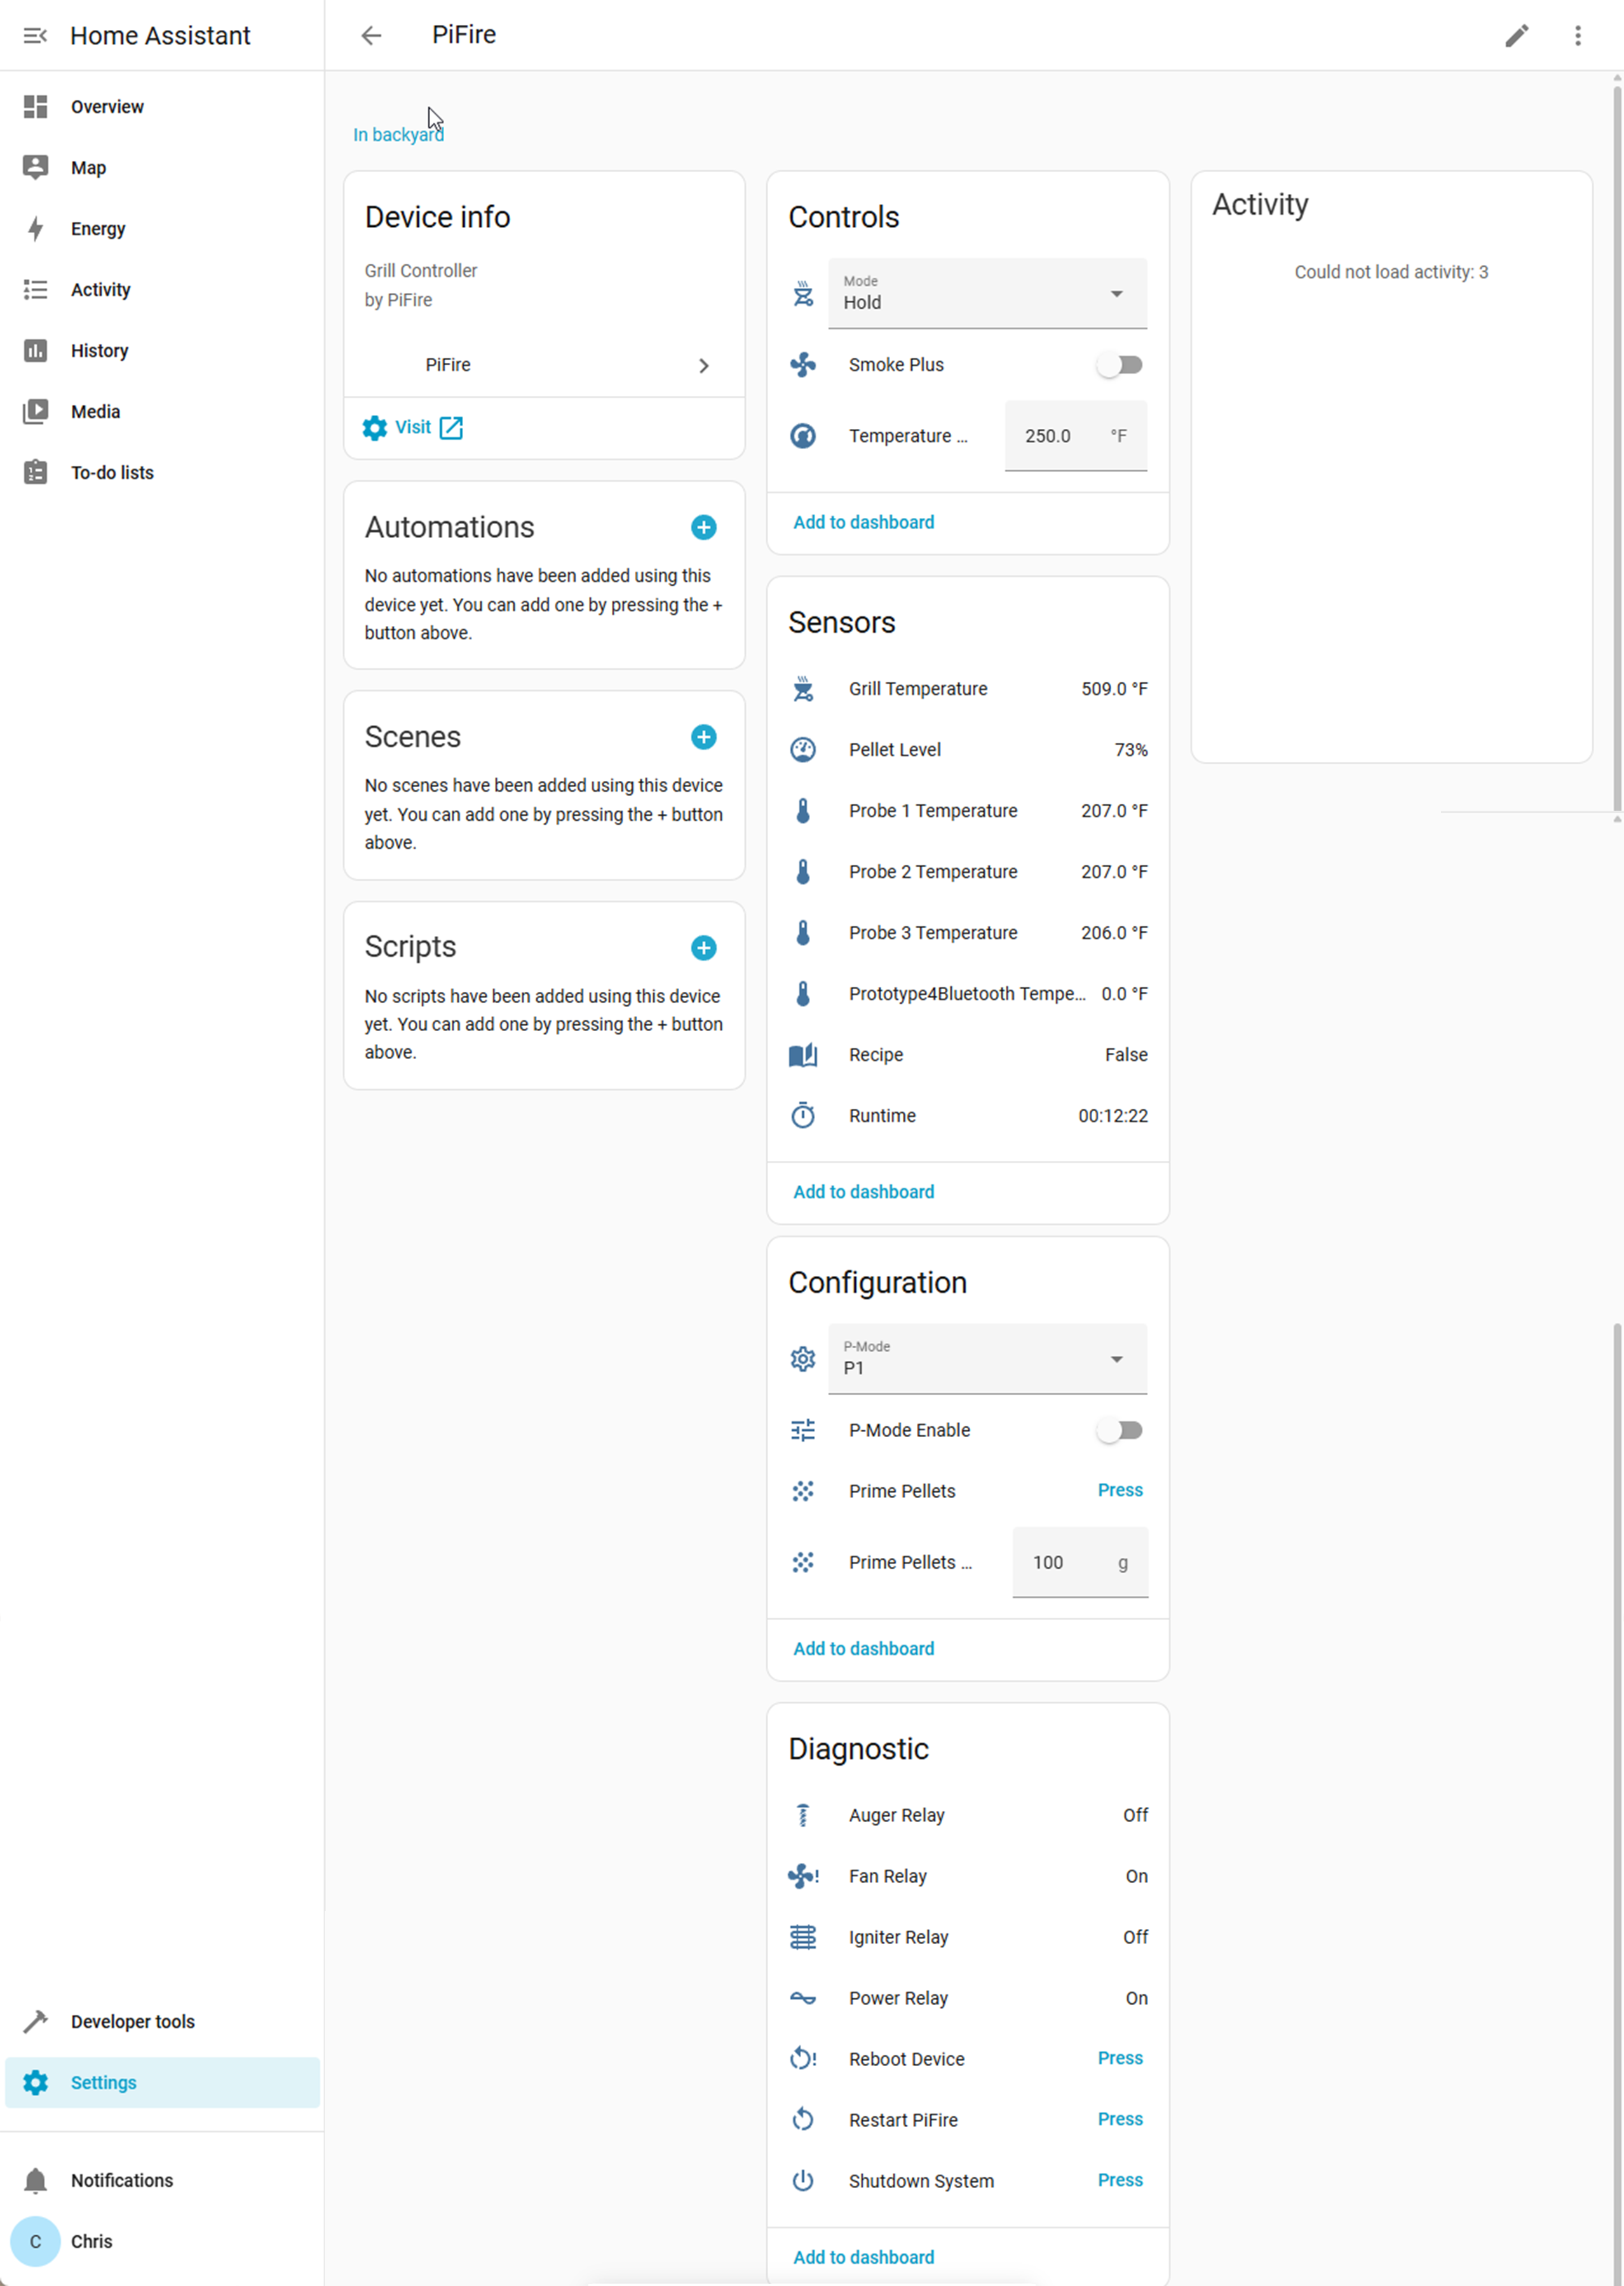 Home Assistant
PiFire
Overview
Map
Energy
Activity
History
Media
To-do lists
Developer tools
Settings
Notifications
C
Chris
In backyard
Device info
Grill Controller
by PiFire
PiFire
Visit
Automations
No automations have been added using this
device yet. You can add one by pressing the +
button above.
Scenes
No scenes have been added using this device
yet. You can add one by pressing the + button
above.
Scripts
No scripts have been added using this device
yet. You can add one by pressing the + button
above.
Controls
Mode
Hold
Smoke Plus
Temperature ... 250.0 °F
Add to dashboard
Sensors
Grill Temperature 509.0 °F
Pellet Level 73%
Probe 1 Temperature 207.0 °F
Probe 2 Temperature 207.0 °F
Probe 3 Temperature 206.0 °F
Prototype4Bluetooth Tempe... 0.0 °F
Recipe False
Runtime 00:12:22
Add to dashboard
Configuration
P-Mode
P1
P-Mode Enable
Prime Pellets Press
Prime Pellets ... 100 g
Add to dashboard
Diagnostic
Auger Relay Off
Fan Relay On
Igniter Relay Off
Power Relay On
Reboot Device Press
Restart PiFire Press
Shutdown System Press
Add to dashboard
Activity
Could not load activity: 3